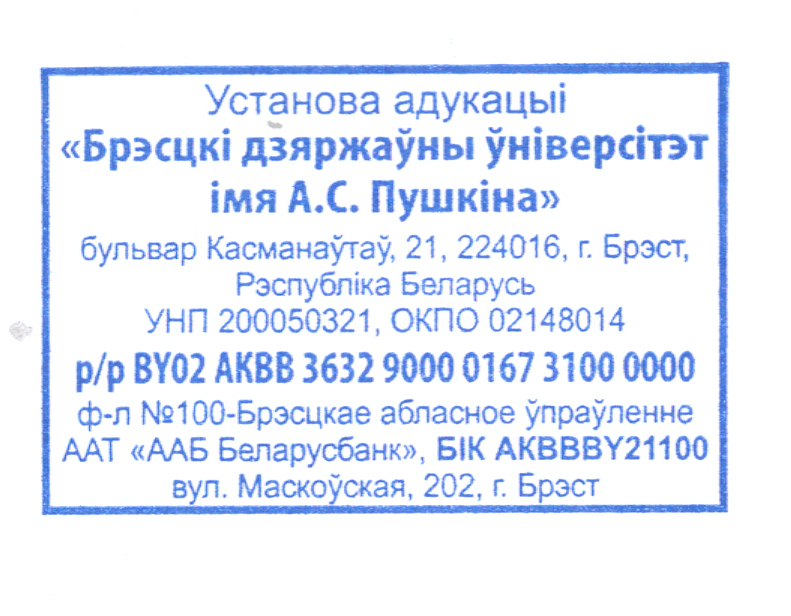 Установа адукацыі
«Брэсцкі дзяржаўны ўніверсітэт
імя А.С. Пушкіна»
бульвар Касманаўтаў, 21, 224016, г. Брэст,
Рэспубліка Беларусь
УНП 200050321, ОКПО 02148014
р/р BY02 AKBB 3632 9000 0167 3100 0000
ф-л №100-Брэсцкае абласное ўпраўленне
ААТ «ААБ Беларусбанк», БІК AKBBBY21100
вул. Маскоўская, 202, г. Брэст